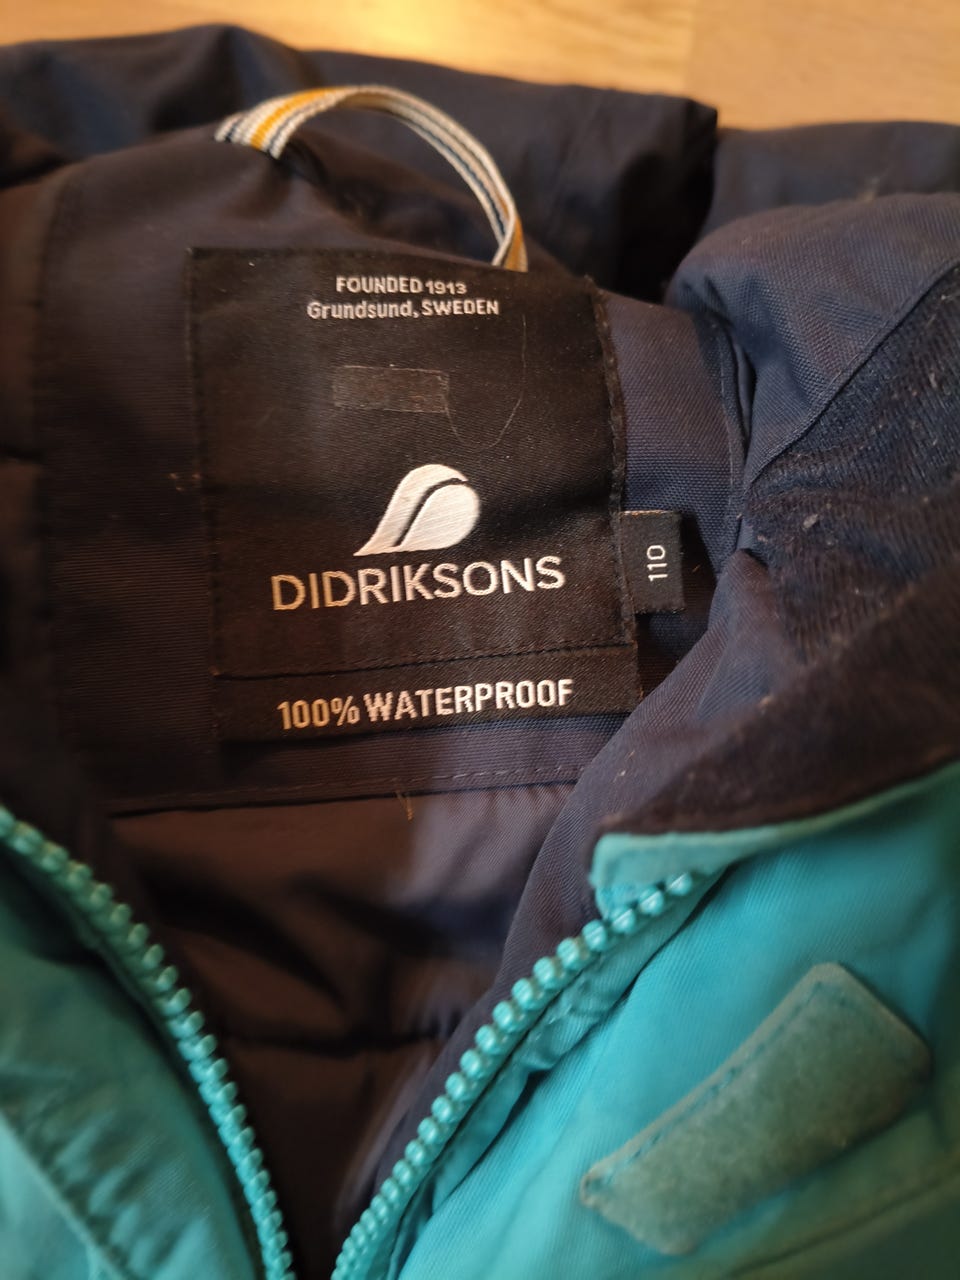 FOUNDED 1913
Grundsund, SWEDEN
DIDRIKSONS
110
100% WATERPROOF